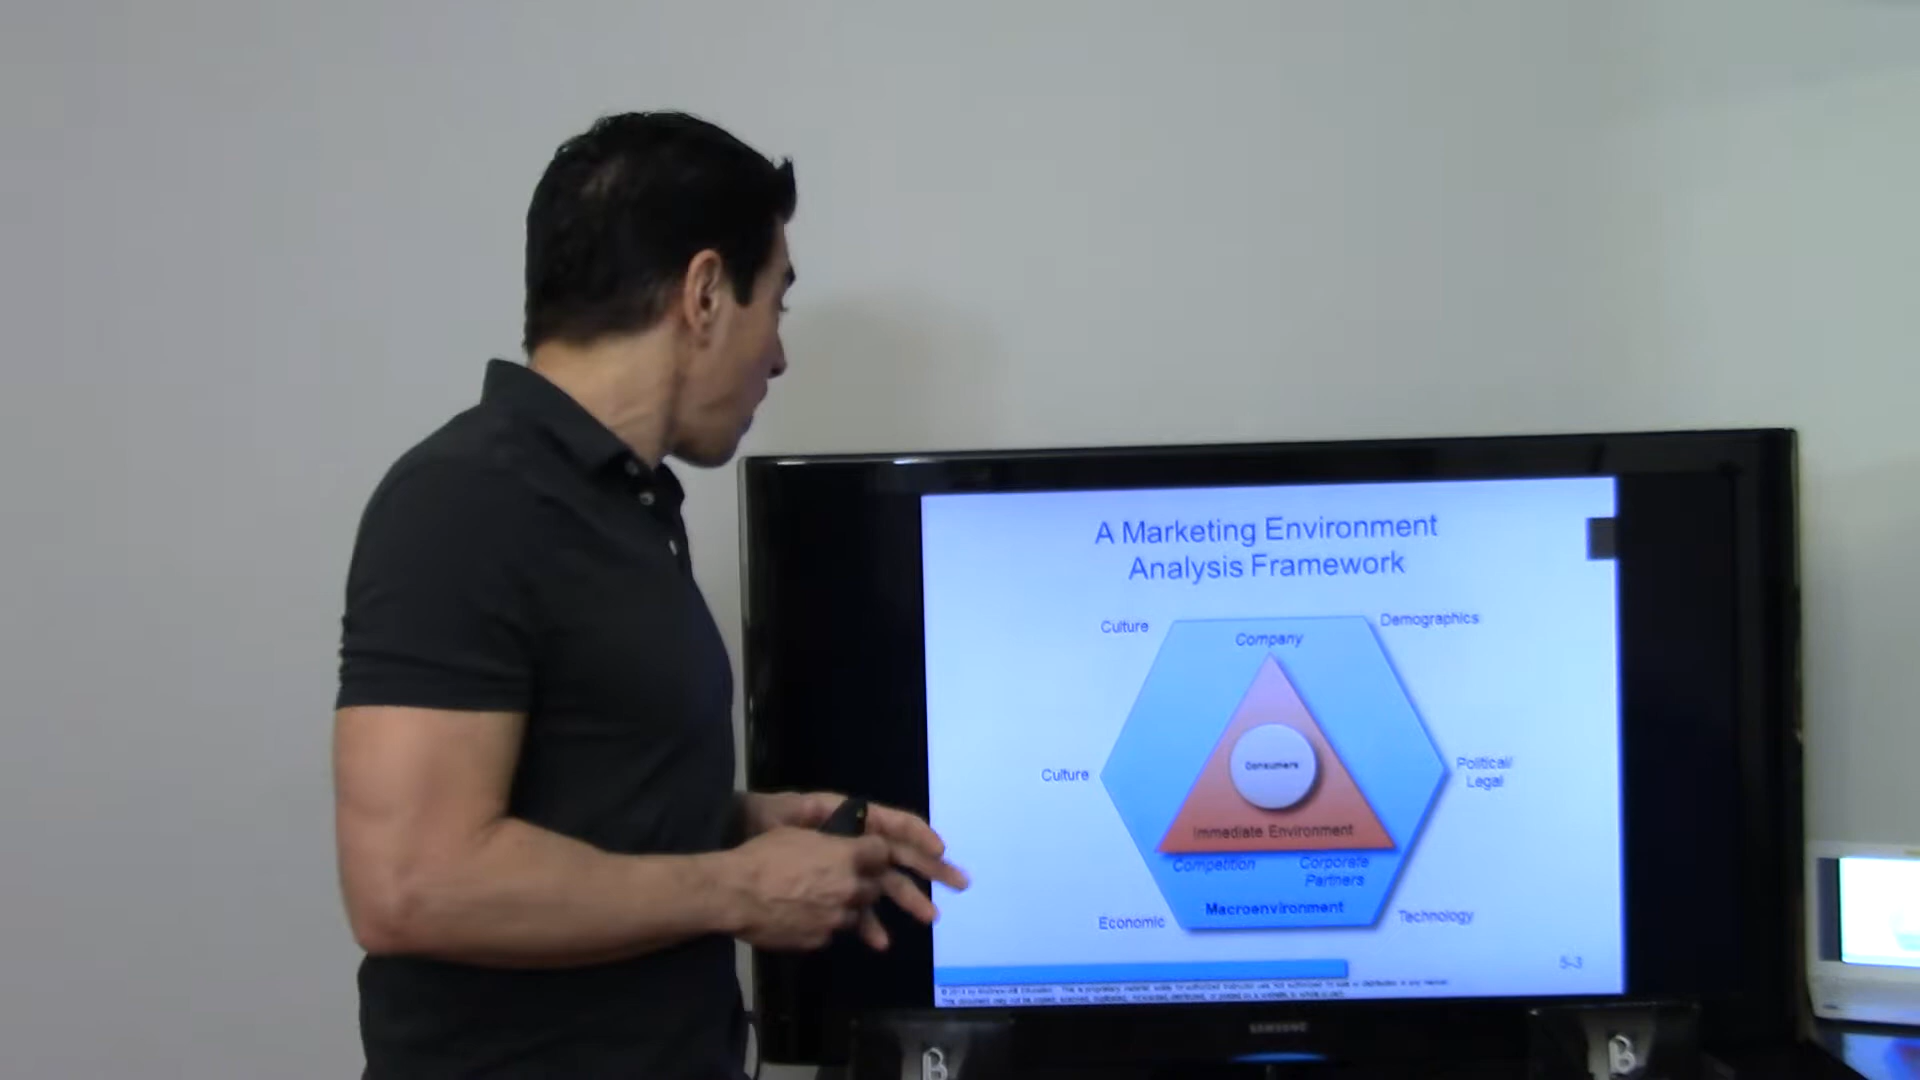 A Marketing Environment
Analysis Framework
Culture
Demographics
Company
Consumers
Culture
Political/
Legal
Immediate Environment
Competition
Corporate
Partners
Macroenvironment
Economic
Technology
5-3
SAMSUNG
B
B